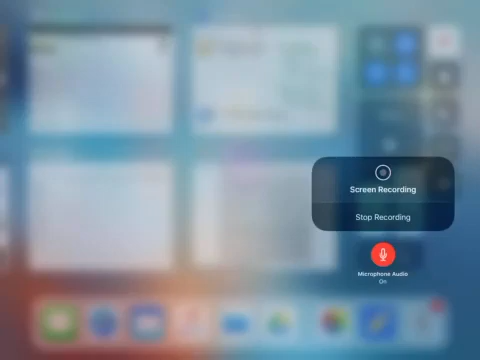 Screen Recording
Stop Recording
Microphone Audio
On